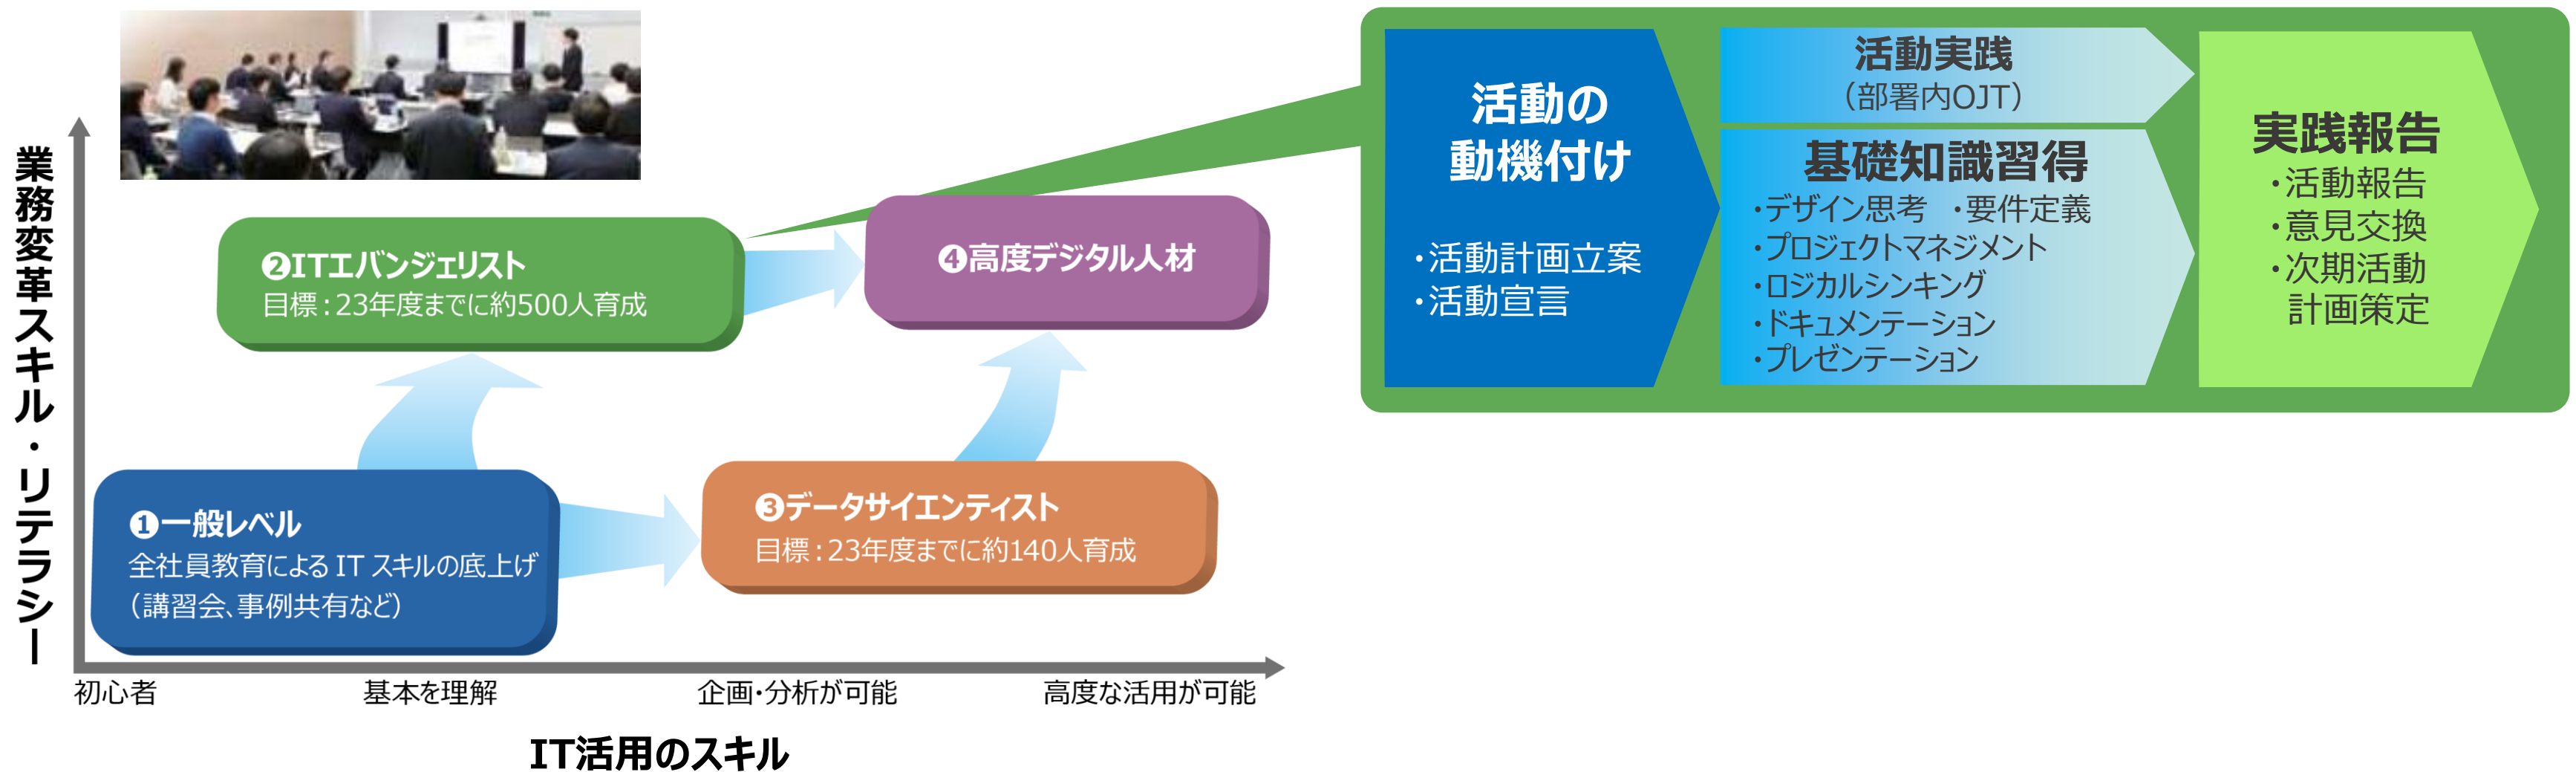 業務変革スキル・リテラシー
❷ITエバンジェリスト
目標：23年度までに約500人育成
❹高度デジタル人材
❶一般レベル
全社員教育による IT スキルの底上げ
（講習会、事例共有など）
❸データサイエンティスト
目標：23年度までに約140人育成
初心者
基本を理解
企画・分析が可能
高度な活用が可能
IT活用のスキル
活動の
動機付け
・活動計画立案
・活動宣言
活動実践
（部署内OJT）
基礎知識習得
・デザイン思考 ・要件定義
・プロジェクトマネジメント
・ロジカルシンキング
・ドキュメンテーション
・プレゼンテーション
実践報告
・活動報告
・意見交換
・次期活動
計画策定